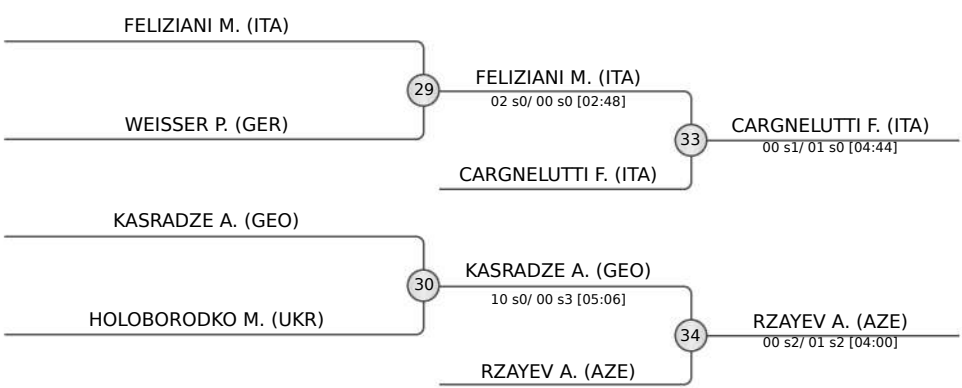 FELIZIANI M. (ITA)
29
FELIZIANI M. (ITA)
02 s0/ 00 s0 [02:48]
WEISSER P. (GER)
33
CARGNELUTTI F. (ITA)
00 s1/ 01 s0 [04:44]
CARGNELUTTI F. (ITA)
KASRADZE A. (GEO)
30
KASRADZE A. (GEO)
10 s0/ 00 s3 [05:06]
HOLOBORODKO M. (UKR)
34
RZAYEV A. (AZE)
00 s2/ 01 s2 [04:00]
RZAYEV A. (AZE)